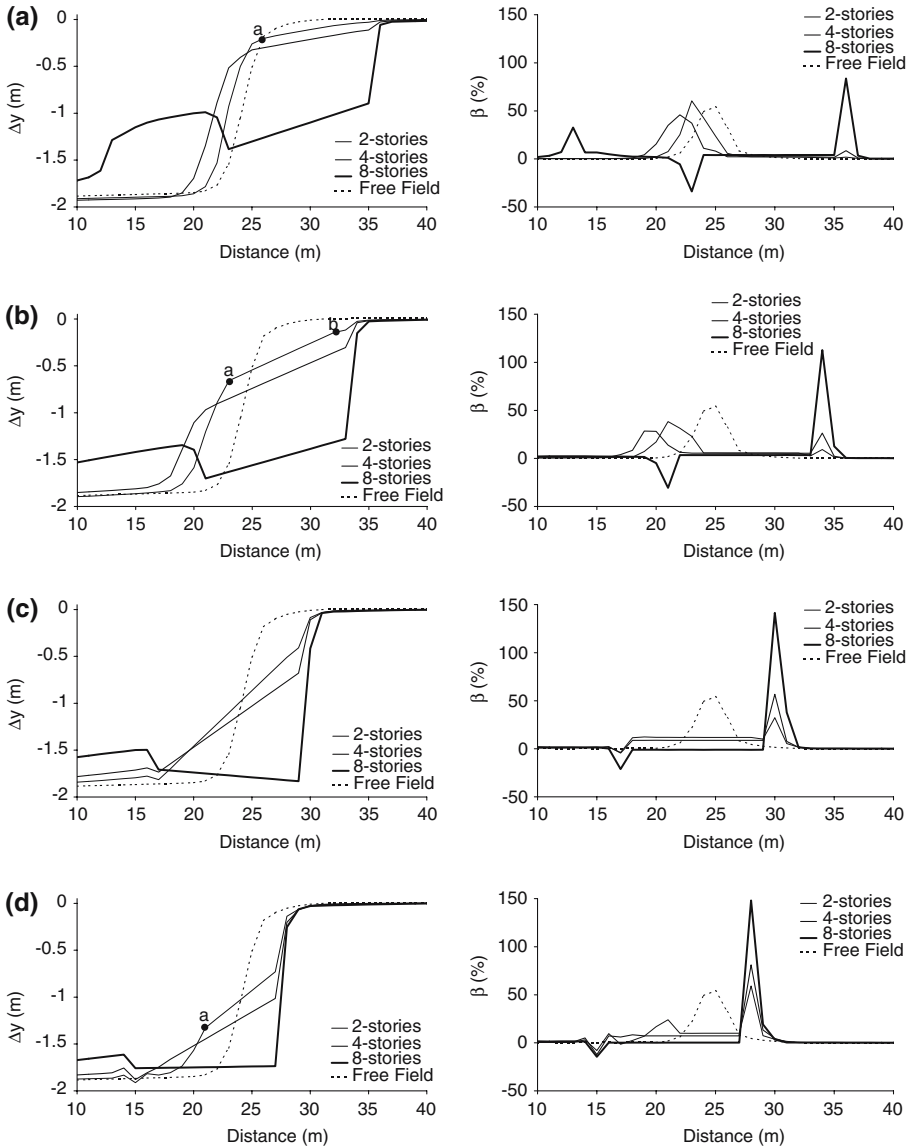 (a)
0
-0.5
-1
-1.5
-2
Δy (m)
a
2-stories
4-stories
8-stories
Free Field
10 15 20 25 30 35 40
Distance (m)
150
100
50
0
-50
β (%)
2-stories
4-stories
8-stories
Free Field
10 15 20 25 30 35 40
Distance (m)
(b)
0
-0.5
-1
-1.5
-2
Δy (m)
a
b
2-stories
4-stories
8-stories
Free Field
10 15 20 25 30 35 40
Distance (m)
150
100
50
0
-50
β (%)
2-stories
4-stories
8-stories
Free Field
10 15 20 25 30 35 40
Distance (m)
(c)
0
-0.5
-1
-1.5
-2
Δy (m)
2-stories
4-stories
8-stories
Free Field
10 15 20 25 30 35 40
Distance (m)
150
100
50
0
-50
β (%)
2-stories
4-stories
8-stories
Free Field
10 15 20 25 30 35 40
Distance (m)
(d)
0
-0.5
-1
-1.5
-2
Δy (m)
a
2-stories
4-stories
8-stories
Free Field
10 15 20 25 30 35 40
Distance (m)
150
100
50
0
-50
β (%)
2-stories
4-stories
8-stories
Free Field
10 15 20 25 30 35 40
Distance (m)